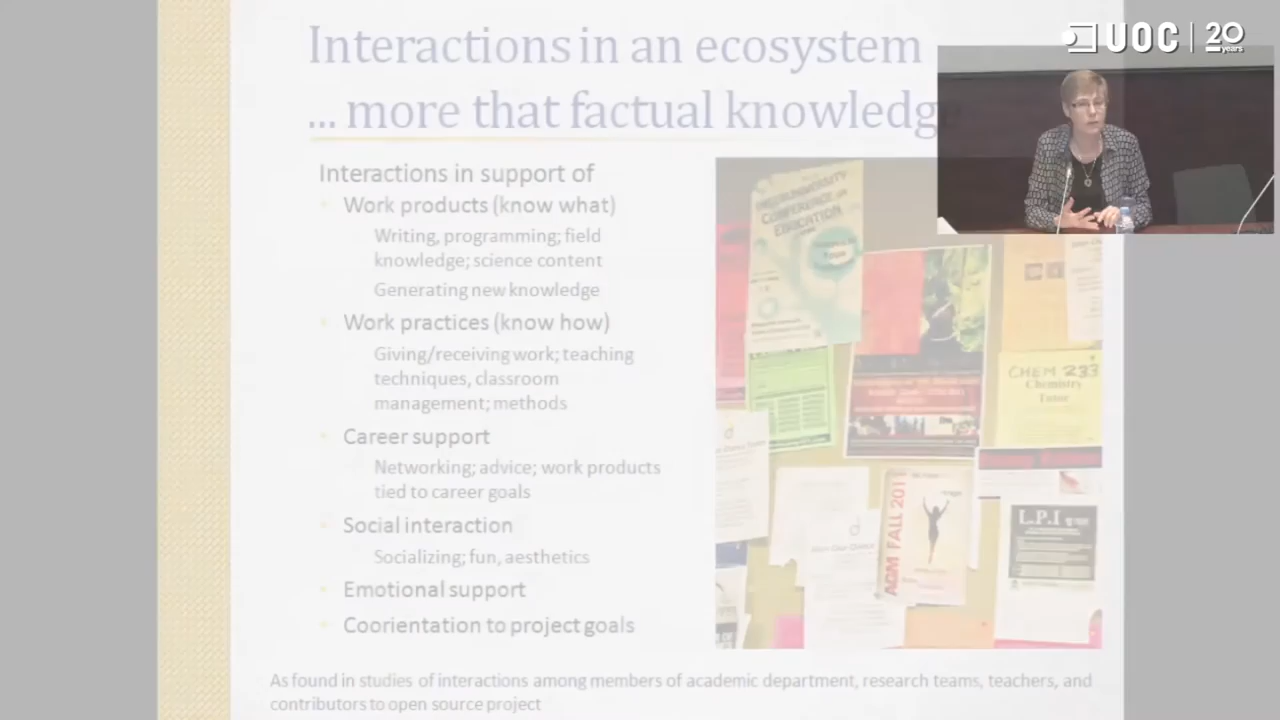 UOC | 20
years
Interactions in an ecosystem
... more that factual knowledge
Interactions in support of
Work products (know what)
Writing, programming; field
knowledge; science content
Generating new knowledge
Work practices (know how)
Giving/receiving work; teaching
techniques, classroom
management; methods
Career support
Networking; advice; work products
tied to career goals
Social interaction
Socializing; fun, aesthetics
Emotional support
Coorientation to project goals
CONFERENCE
EDUCATION
CHEM 233
Chemistry
Tutor
AGM FALL 2011
L.P.I
As found in studies of interactions among members of academic department, research teams, teachers, and
contributors to open source project